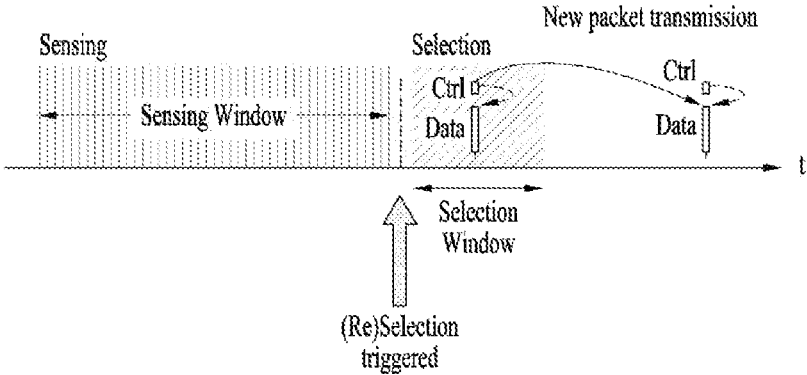 New packet transmission
Sensing
Selection
Ctrl
Ctrl
Sensing Window
Data
Data
t
Selection
Window
(Re)Selection
triggered